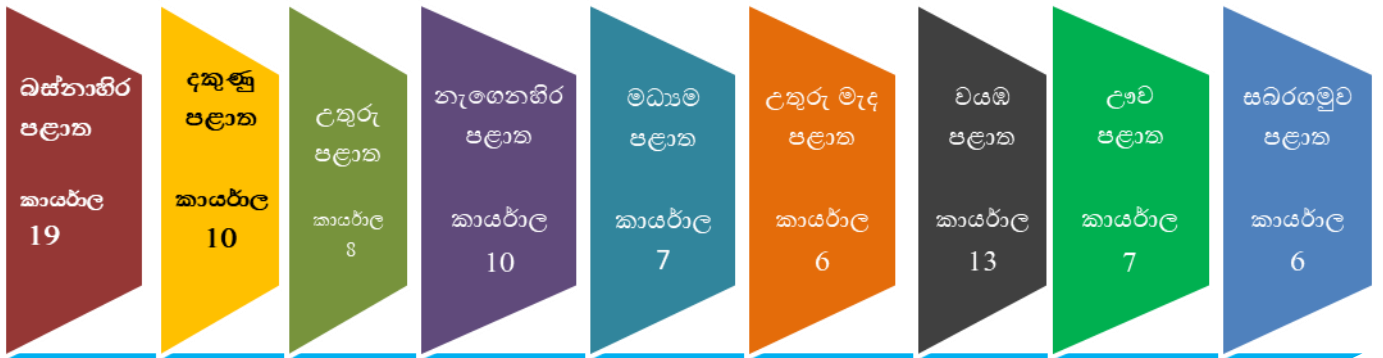 බස්නාහිර
පළාත
කාර්යාල
19
දකුණු
පළාත
කාර්යාල
10
උතුරු
පළාත
කාර්යාල
8
නැගෙනහිර
පළාත
කාර්යාල
10
මධ්‍යම
පළාත
කාර්යාල
7
උතුරු මැද
පළාත
කාර්යාල
6
වයඹ
පළාත
කාර්යාල
13
ඌව
පළාත
කාර්යාල
7
සබරගමුව
පළාත
කාර්යාල
6